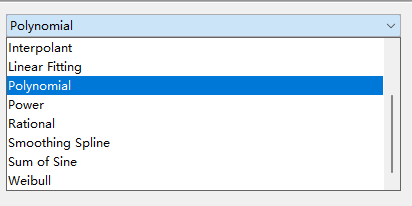 Polynomial
Interpolant
Linear Fitting
Polynomial
Power
Rational
Smoothing Spline
Sum of Sine
Weibull